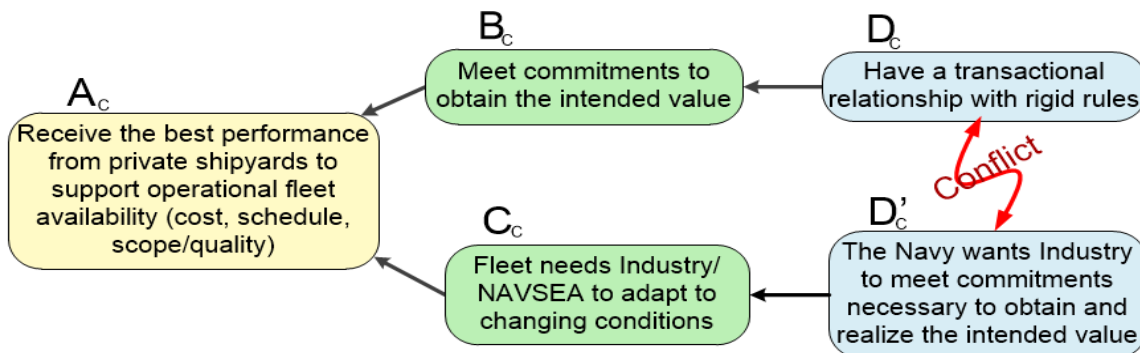 A_C
Receive the best performance
from private shipyards to
support operational fleet
availability (cost, schedule,
scope/quality)
B_C
Meet commitments to
obtain the intended value
C_C
Fleet needs Industry/
NAVSEA to adapt to
changing conditions
D_C
Have a transactional
relationship with rigid rules
Conflict
D_C'
The Navy wants Industry
to meet commitments
necessary to obtain and
realize the intended value